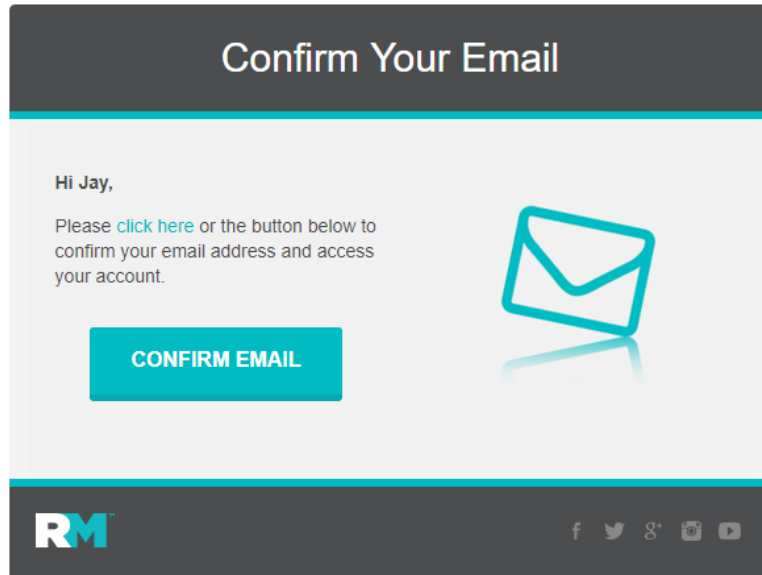 Confirm Your Email
Hi Jay,
Please click here or the button below to
confirm your email address and access
your account.
CONFIRM EMAIL
RM™